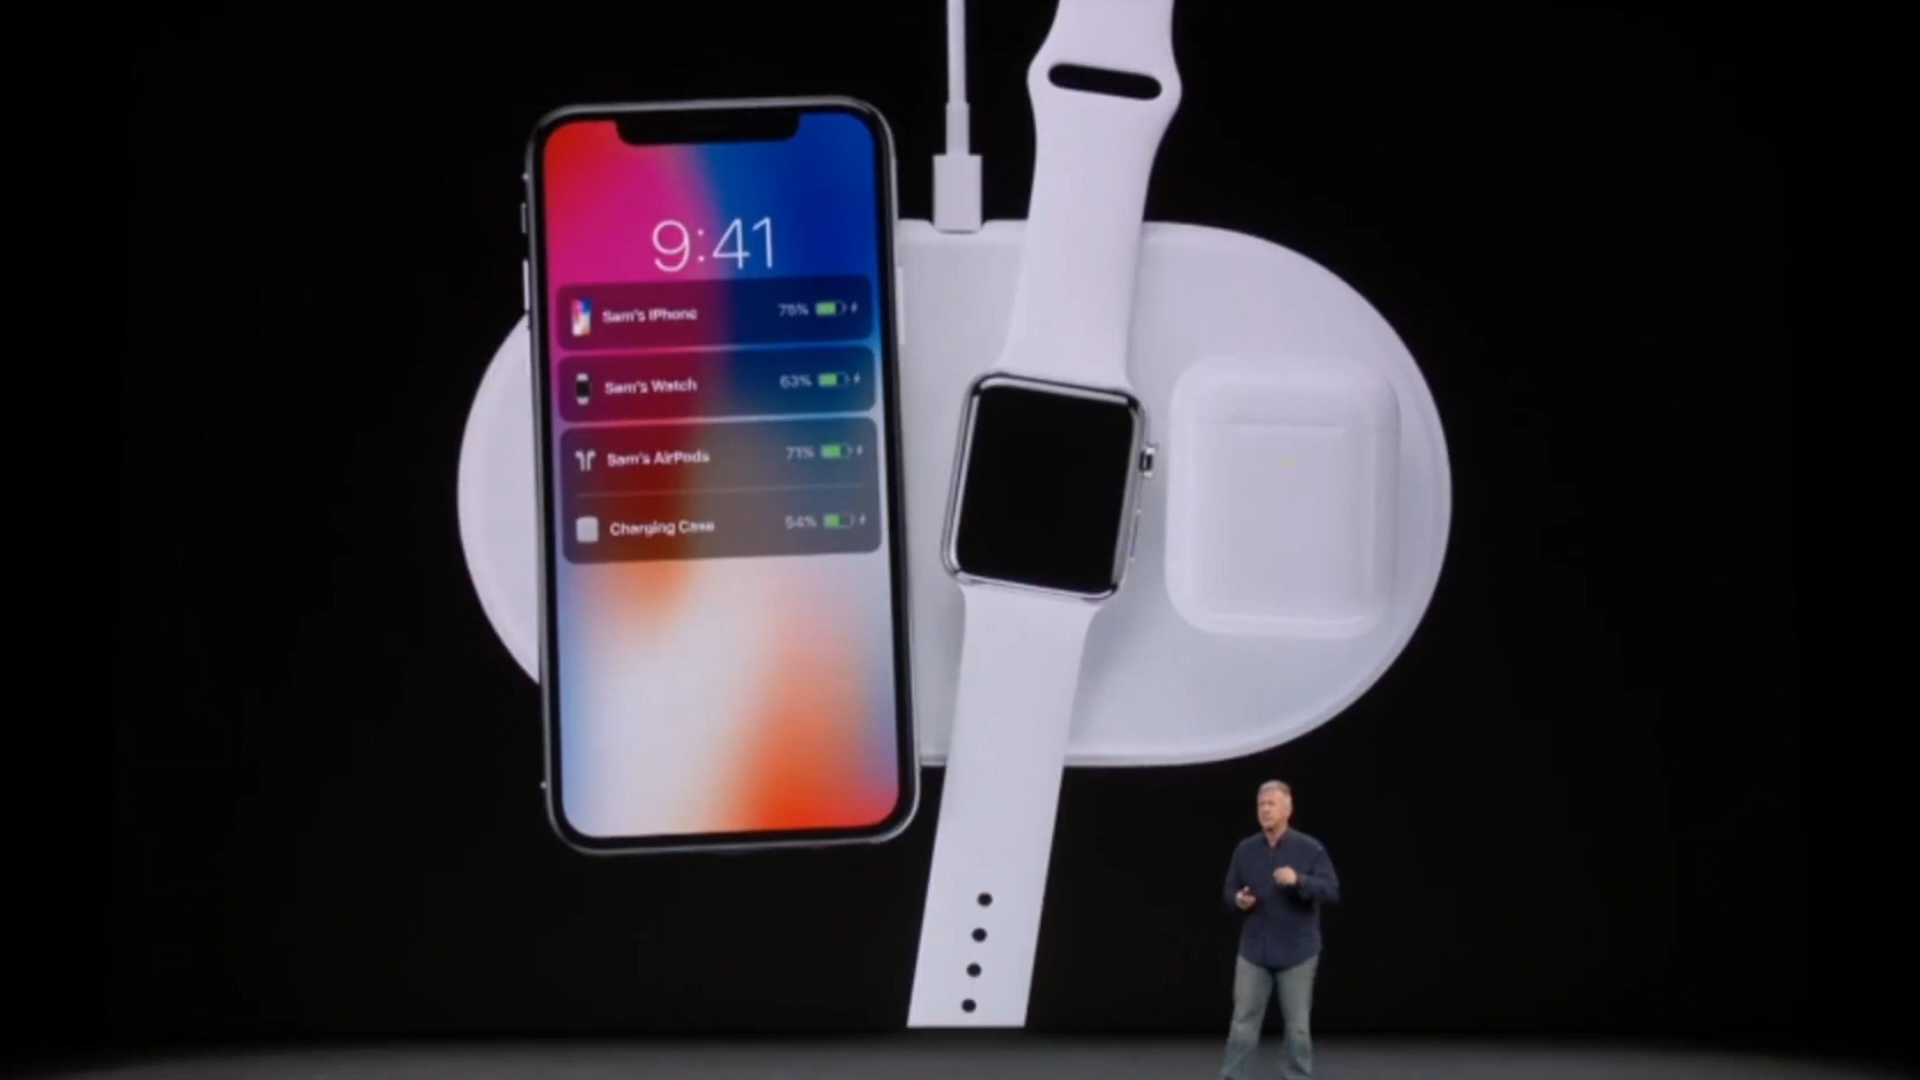 9:41
Sam's iPhone 75%
Sam's Watch 63%
Sam's AirPods 71%
Charging Case 54%